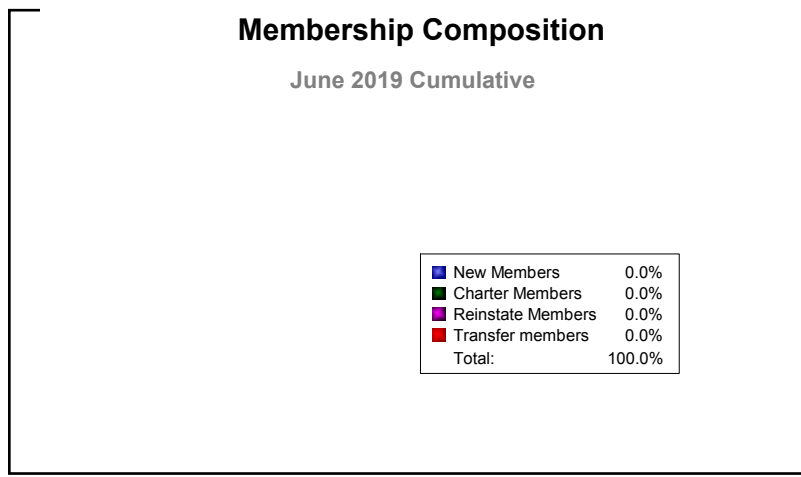 Membership Composition
June 2019 Cumulative
New Members 0.0%
Charter Members 0.0%
Reinstate Members 0.0%
Transfer members 0.0%
Total: 100.0%